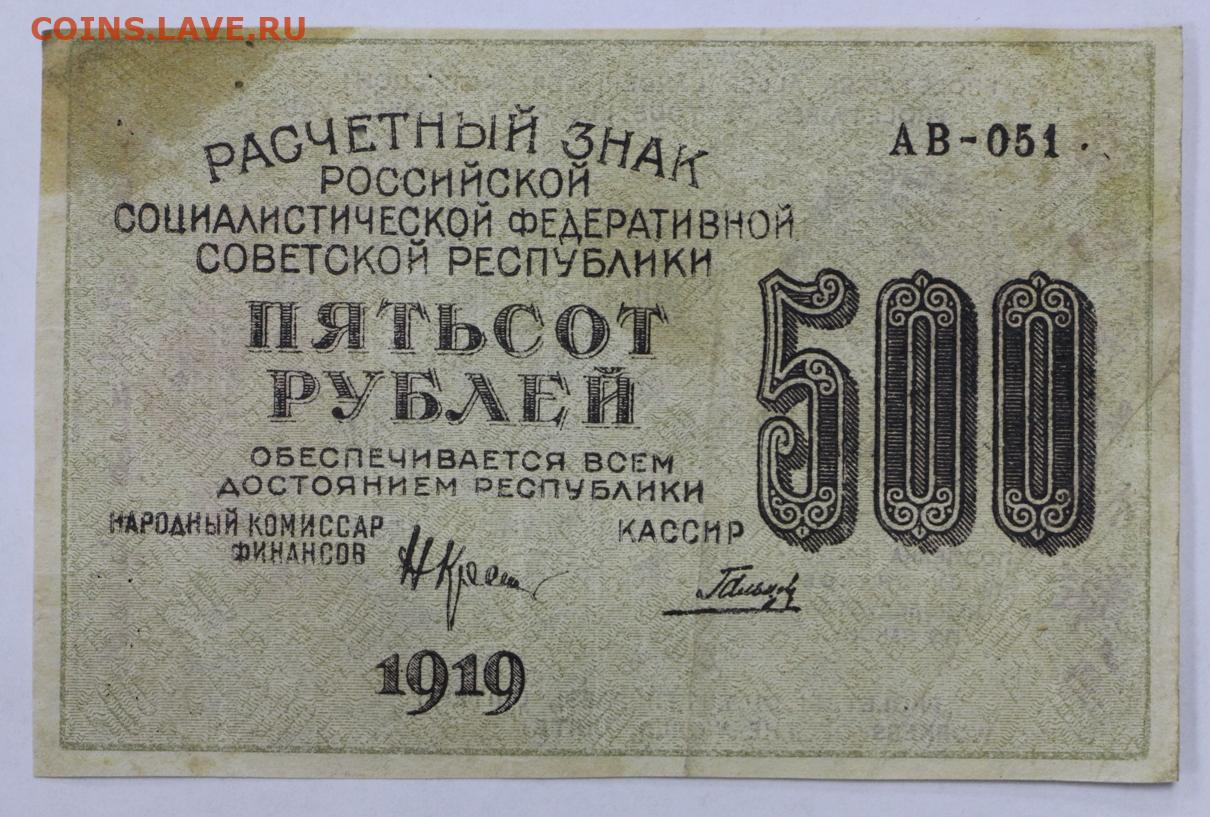 COINS.LAVE.RU
РАСЧЕТНЫЙ ЗНАК
АВ-051
РОССИЙСКОЙ
СОЦИАЛИСТИЧЕСКОЙ ФЕДЕРАТИВНОЙ
СОВЕТСКОЙ РЕСПУБЛИКИ
ПЯТЬСОТ
РУБЛЕЙ
500
ОБЕСПЕЧИВАЕТСЯ ВСЕМ
ДОСТОЯНИЕМ РЕСПУБЛИКИ
НАРОДНЫЙ КОМИССАР
ФИНАНСОВ
КАССИР
1919